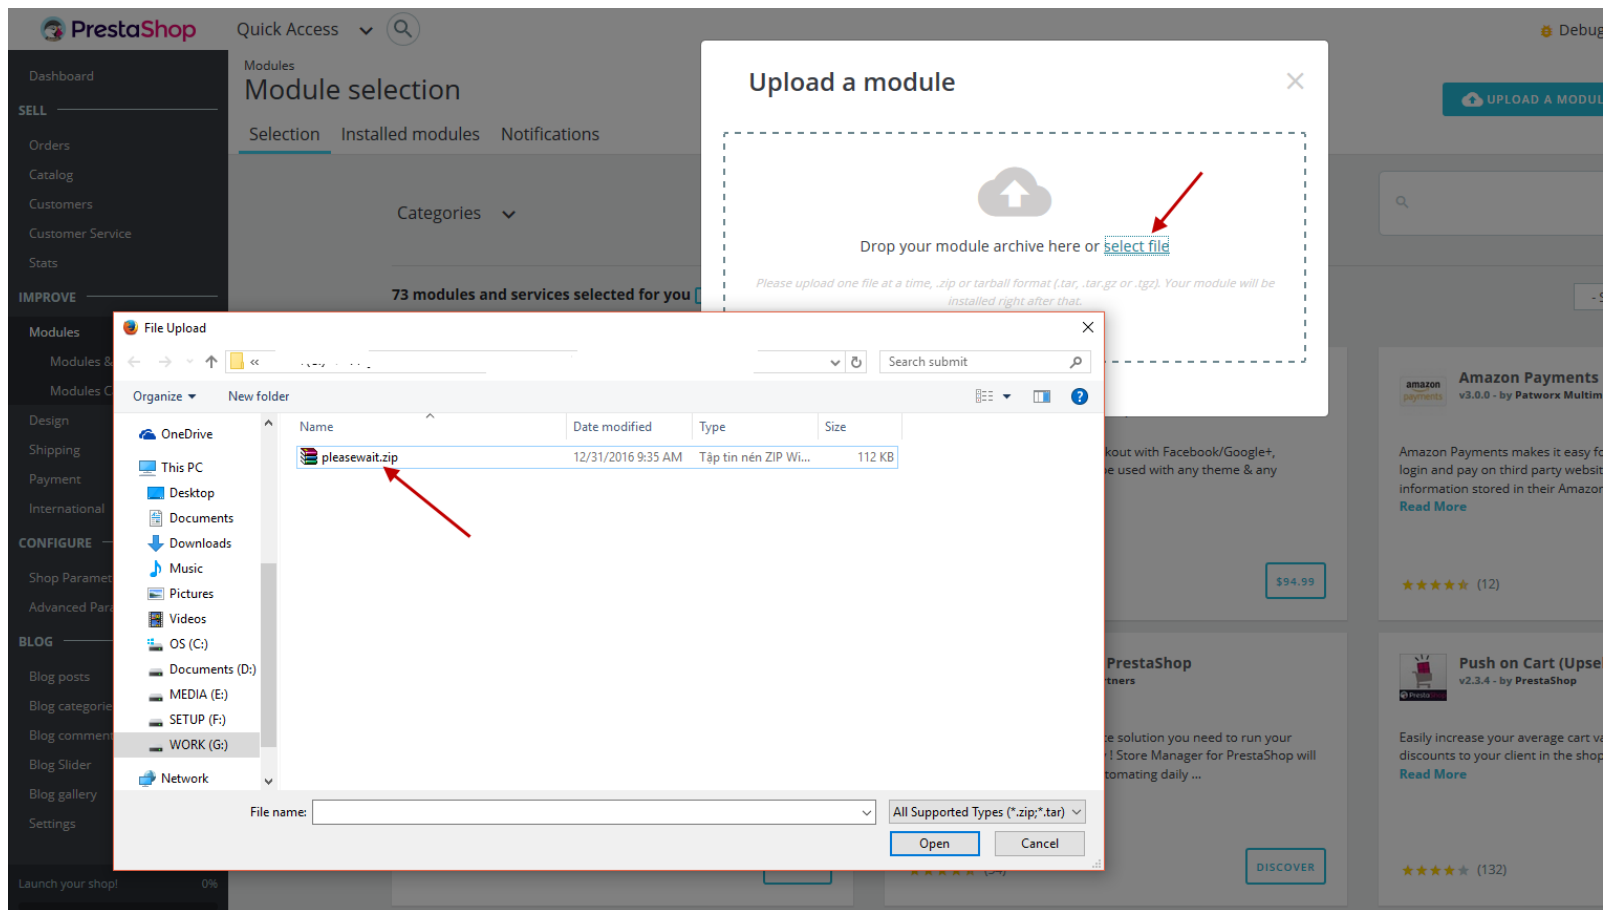 PrestaShop
Quick Access
Debug
Dashboard
SELL
Orders
Catalog
Customers
Customer Service
Stats
IMPROVE
Modules
Modules &
Modules C
Design
Shipping
Payment
International
CONFIGURE
Shop Paramet
Advanced Para
BLOG
Blog posts
Blog categorie
Blog comment
Blog Slider
Blog gallery
Settings
Launch your shop! 0%
Modules
Module selection
Selection Installed modules Notifications
UPLOAD A MODUL
Categories
73 modules and services selected for you
Upload a module
Drop your module archive here or select file
Please upload one file at a time, .zip or tarball format (.tar, .tar.gz or .tgz). Your module will be
installed right after that.
File Upload
«
Search submit
Organize New folder
OneDrive
This PC
Desktop
Documents
Downloads
Music
Pictures
Videos
OS (C:)
Documents (D:)
MEDIA (E:)
SETUP (F:)
WORK (G:)
Network
Name Date modified Type Size
pleasewait.zip 12/31/2016 9:35 AM Tập tin nén ZIP Wi... 112 KB
File name: All Supported Types (*.zip;*.tar)
Open Cancel
kout with Facebook/Google+,
be used with any theme & any
$94.99
amazon
payments
Amazon Payments
v3.0.0 - by Patworx Multim
Amazon Payments makes it easy fo
login and pay on third party websit
information stored in their Amazon
Read More
(12)
PrestaShop
rtners
e solution you need to run your
! Store Manager for PrestaShop will
tomating daily ...
DISCOVER
Push on Cart (Upsel
v2.3.4 - by PrestaShop
Easily increase your average cart va
discounts to your client in the shop
Read More
(132)